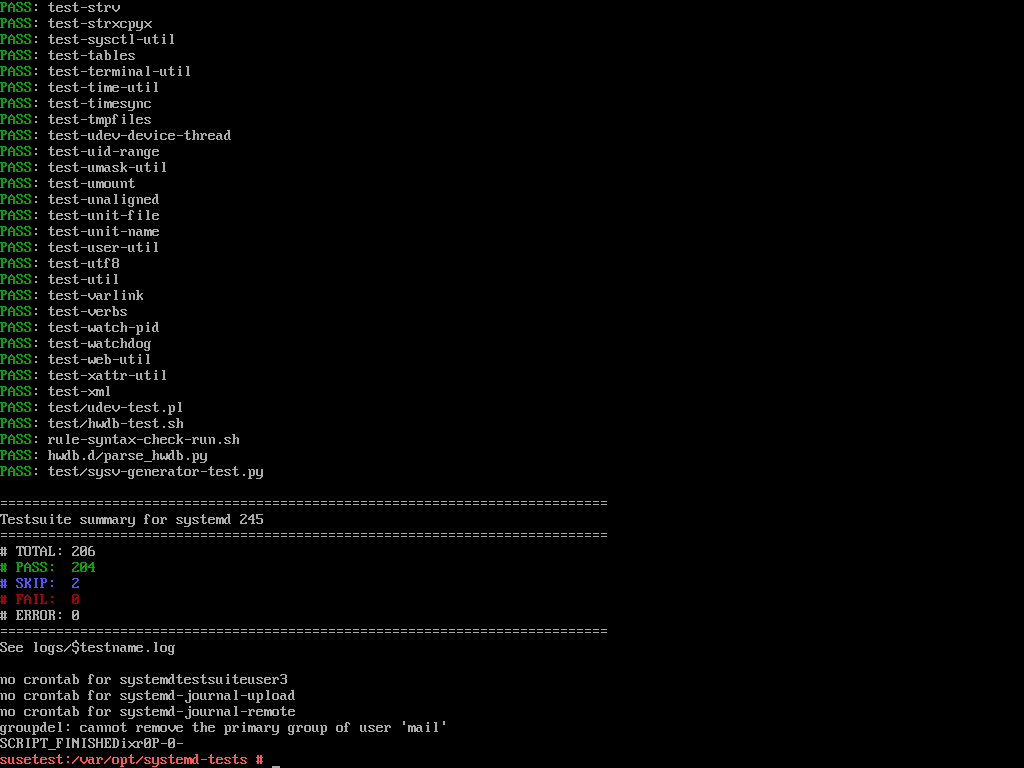 PASS: test-strv
PASS: test-strxcpyx
PASS: test-sysctl-util
PASS: test-tables
PASS: test-terminal-util
PASS: test-time-util
PASS: test-timesync
PASS: test-tmpfiles
PASS: test-udev-device-thread
PASS: test-uid-range
PASS: test-umask-util
PASS: test-umount
PASS: test-unaligned
PASS: test-unit-file
PASS: test-unit-name
PASS: test-user-util
PASS: test-utf8
PASS: test-util
PASS: test-varlink
PASS: test-verbs
PASS: test-watch-pid
PASS: test-watchdog
PASS: test-web-util
PASS: test-xattr-util
PASS: test-xml
PASS: test/udev-test.pl
PASS: test/hwdb-test.sh
PASS: rule-syntax-check-run.sh
PASS: hwdb.d/parse_hwdb.py
PASS: test/sysv-generator-test.py
============================================================================
Testsuite summary for systemd 245
============================================================================
# TOTAL: 206
# PASS:  204
# SKIP:  2
# FAIL:  0
# ERROR: 0
============================================================================
See logs/$testname.log
no crontab for systemdtestsuiteuser3
no crontab for systemd-journal-upload
no crontab for systemd-journal-remote
groupdel: cannot remove the primary group of user 'mail'
SCRIPT_FINISHEDixr0P-0-
susetest:/var/opt/systemd-tests # _